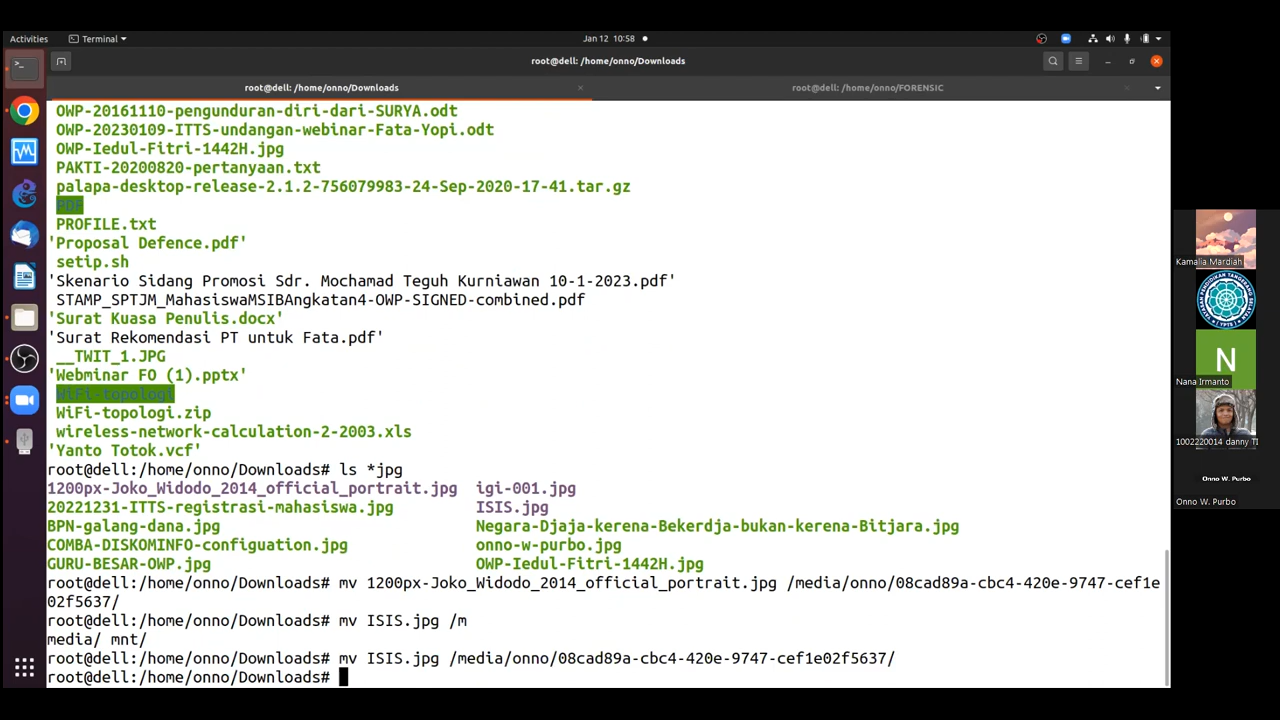 Activities
Terminal
Jan 12 10:58
root@dell: /home/onno/Downloads
root@dell: /home/onno/Downloads
root@dell: /home/onno/FORENSIC
OWP-20161110-pengunduran-diri-dari-SURYA.odt
OWP-20230109-ITTS-undangan-webinar-Fata-Yopi.odt
OWP-Iedul-Fitri-1442H.jpg
PAKTI-20200820-pertanyaan.txt
palapa-desktop-release-2.1.2-756079983-24-Sep-2020-17-41.tar.gz
PDF
PROFILE.txt
'Proposal Defence.pdf'
setip.sh
'Skenario Sidang Promosi Sdr. Mochamad Teguh Kurniawan 10-1-2023.pdf'
STAMP_SPTJM_MahasiswaMSIBAngkatan4-OWP-SIGNED-combined.pdf
'Surat Kuasa Penulis.docx'
'Surat Rekomendasi PT untuk Fata.pdf'
__TWIT_1.JPG
'Webminar FO (1).pptx'
WiFi-topologi
WiFi-topologi.zip
wireless-network-calculation-2-2003.xls
'Yanto Totok.vcf'
root@dell:/home/onno/Downloads# ls *jpg
1200px-Joko_Widodo_2014_official_portrait.jpg igi-001.jpg
20221231-ITTS-registrasi-mahasiswa.jpg ISIS.jpg
BPN-galang-dana.jpg Negara-Djaja-kerena-Bekerdja-bukan-kerena-Bitjara.jpg
COMBA-DISKOMINFO-configuation.jpg onno-w-purbo.jpg
GURU-BESAR-OWP.jpg OWP-Iedul-Fitri-1442H.jpg
root@dell:/home/onno/Downloads# mv 1200px-Joko_Widodo_2014_official_portrait.jpg /media/onno/08cad89a-cbc4-420e-9747-cef1e
02f5637/
root@dell:/home/onno/Downloads# mv ISIS.jpg /m
media/ mnt/
root@dell:/home/onno/Downloads# mv ISIS.jpg /media/onno/08cad89a-cbc4-420e-9747-cef1e02f5637/
root@dell:/home/onno/Downloads#
Kamalia Mardiah
N
Nana Irmanto
1002220014 danny TI
Onno W. Purbo
Onno W. Purbo